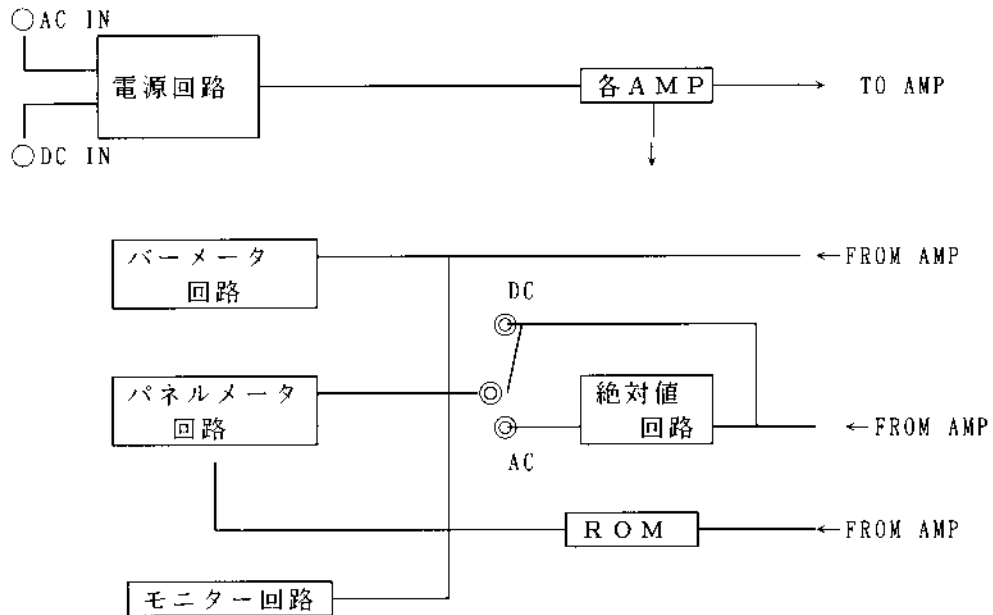 AC IN
電源回路
各AMP
TO AMP
DC IN
バーメータ
回路
FROM AMP
DC
パネルメータ
回路
絶対値
回路
FROM AMP
AC
ROM
FROM AMP
モニター回路